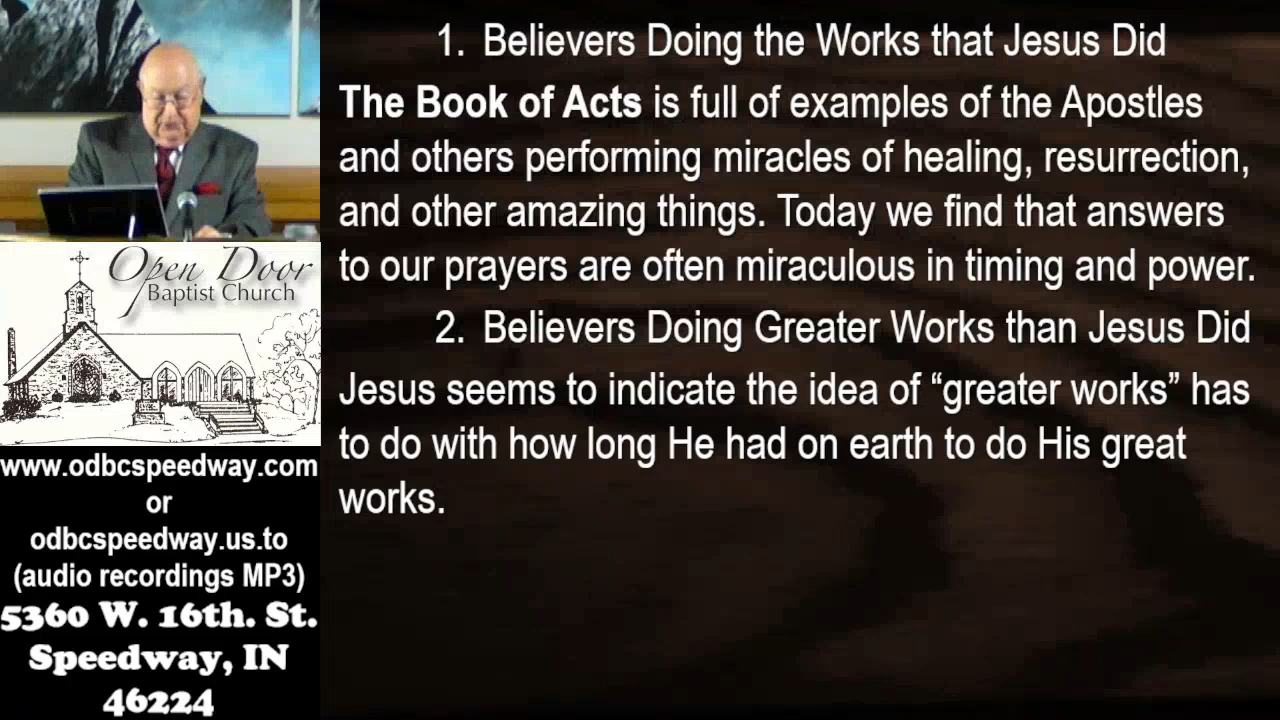 1. Believers Doing the Works that Jesus Did
The Book of Acts is full of examples of the Apostles
and others performing miracles of healing, resurrection,
and other amazing things. Today we find that answers
to our prayers are often miraculous in timing and power.
2. Believers Doing Greater Works than Jesus Did
Jesus seems to indicate the idea of “greater works” has
to do with how long He had on earth to do His great
works.
Open Door
Baptist Church
www.odbcspeedway.com
or
odbcspeedway.us.to
(audio recordings MP3)
5360 W. 16th. St.
Speedway, IN
46224